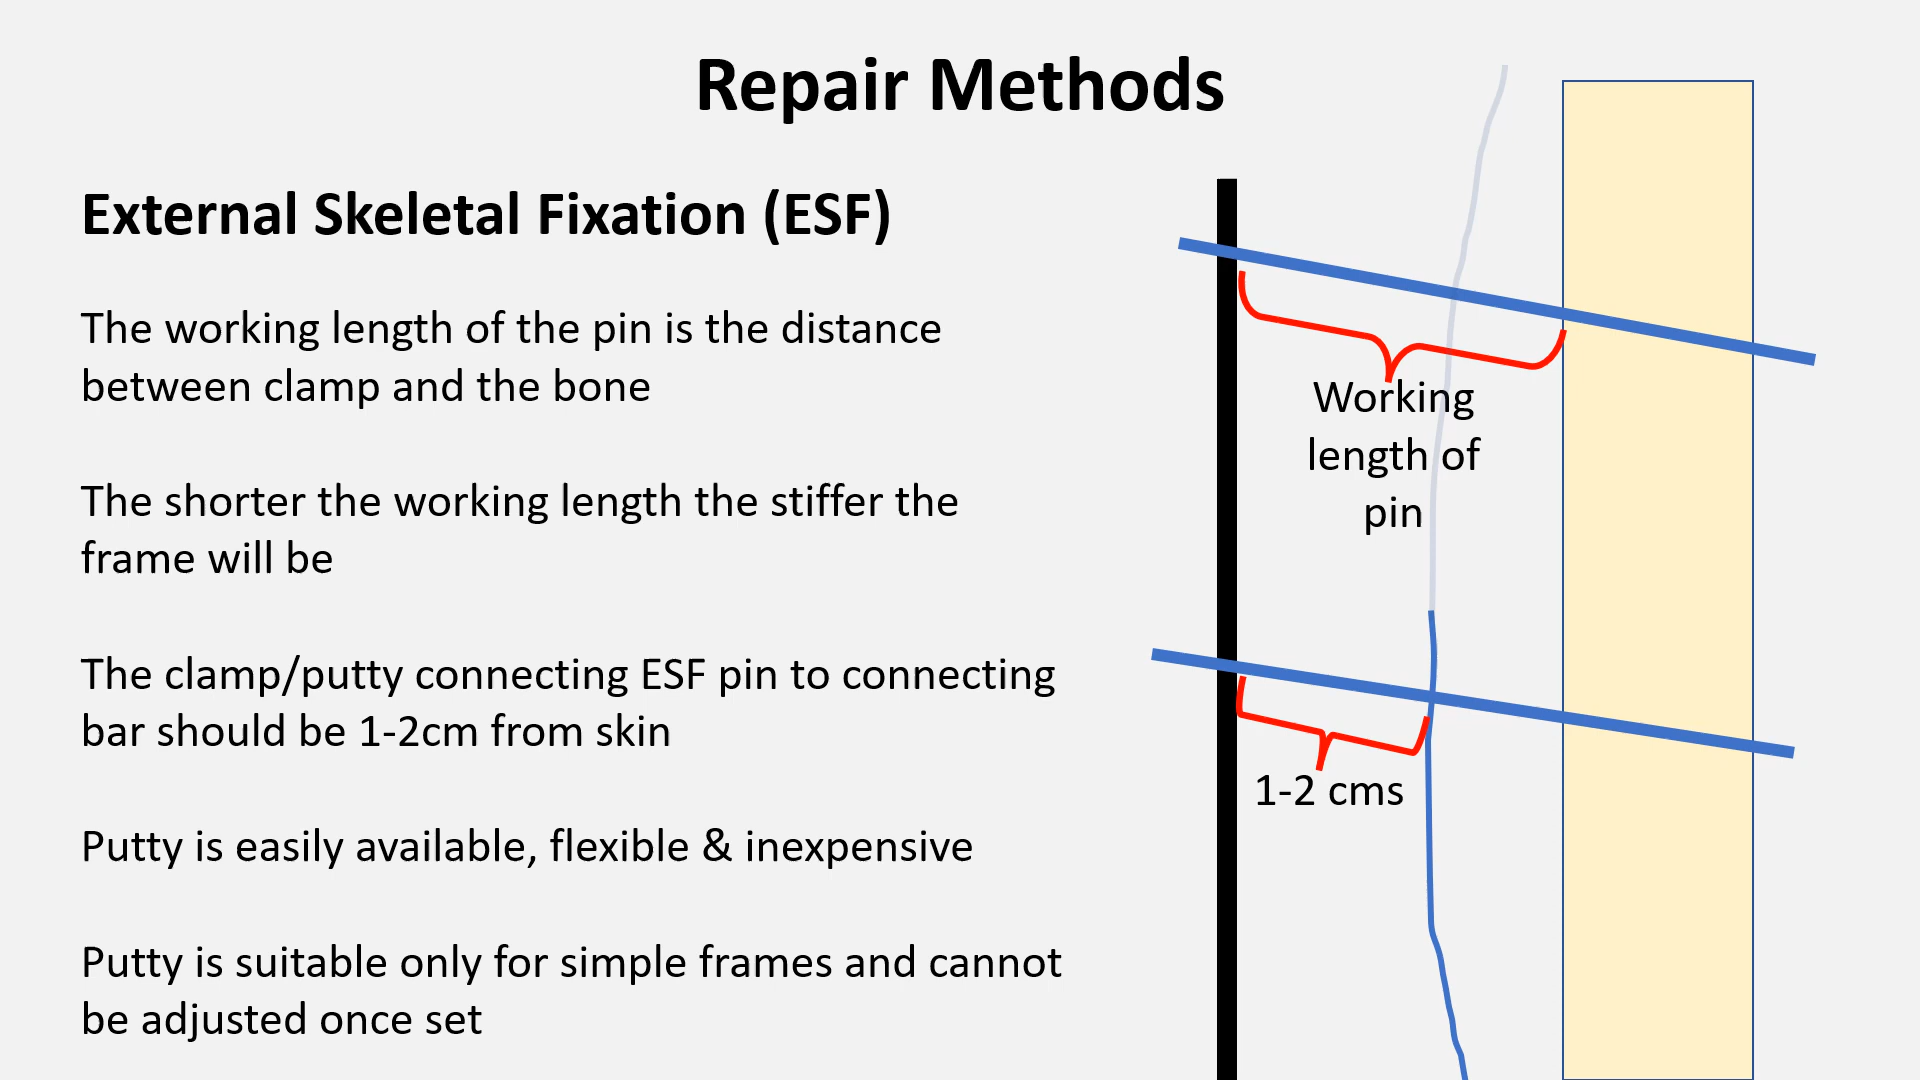 Repair Methods
External Skeletal Fixation (ESF)
The working length of the pin is the distance
between clamp and the bone
The shorter the working length the stiffer the
frame will be
The clamp/putty connecting ESF pin to connecting
bar should be 1-2cm from skin
Putty is easily available, flexible & inexpensive
Putty is suitable only for simple frames and cannot
be adjusted once set
Working
length of
pin
1-2 cms